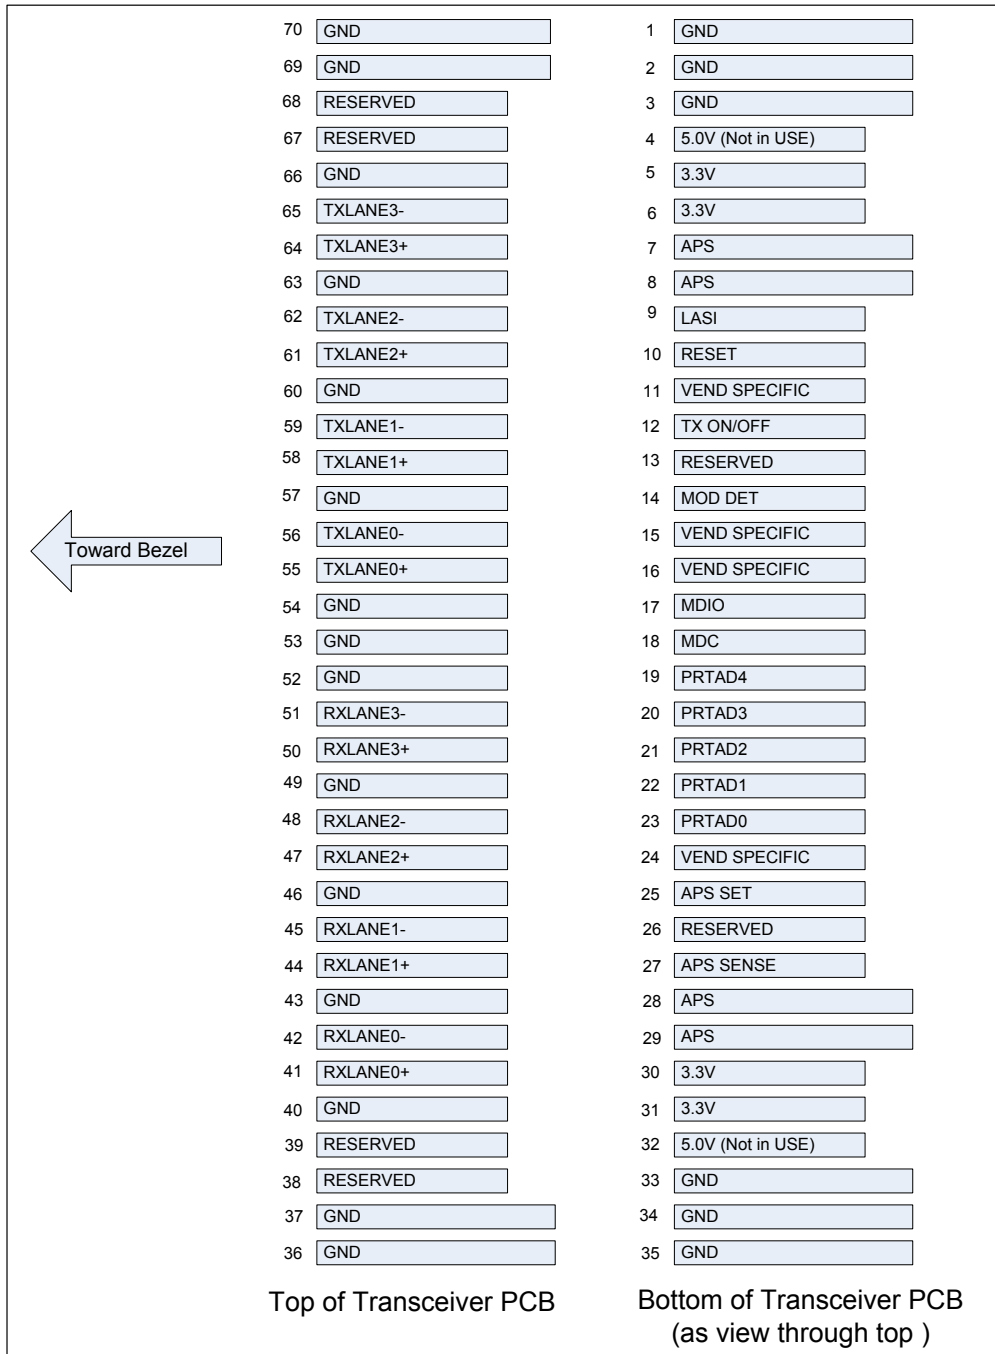 70 GND
69 GND
68 RESERVED
67 RESERVED
66 GND
65 TXLANE3-
64 TXLANE3+
63 GND
62 TXLANE2-
61 TXLANE2+
60 GND
59 TXLANE1-
58 TXLANE1+
57 GND
56 TXLANE0-
55 TXLANE0+
54 GND
53 GND
52 GND
51 RXLANE3-
50 RXLANE3+
49 GND
48 RXLANE2-
47 RXLANE2+
46 GND
45 RXLANE1-
44 RXLANE1+
43 GND
42 RXLANE0-
41 RXLANE0+
40 GND
39 RESERVED
38 RESERVED
37 GND
36 GND
Top of Transceiver PCB
1 GND
2 GND
3 GND
4 5.0V (Not in USE)
5 3.3V
6 3.3V
7 APS
8 APS
9 LASI
10 RESET
11 VEND SPECIFIC
12 TX ON/OFF
13 RESERVED
14 MOD DET
15 VEND SPECIFIC
16 VEND SPECIFIC
17 MDIO
18 MDC
19 PRTAD4
20 PRTAD3
21 PRTAD2
22 PRTAD1
23 PRTAD0
24 VEND SPECIFIC
25 APS SET
26 RESERVED
27 APS SENSE
28 APS
29 APS
30 3.3V
31 3.3V
32 5.0V (Not in USE)
33 GND
34 GND
35 GND
Bottom of Transceiver PCB
(as view through top )
Toward Bezel